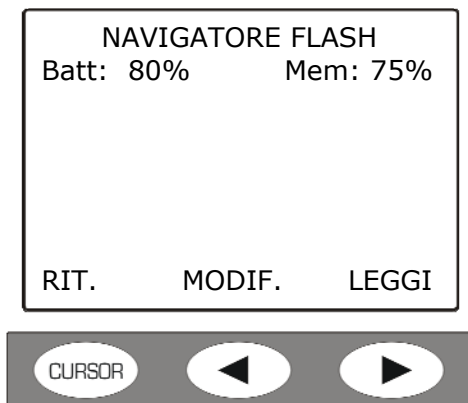 NAVIGATORE FLASH
Batt: 80% Mem: 75%
RIT. MODIF. LEGGI
CURSOR